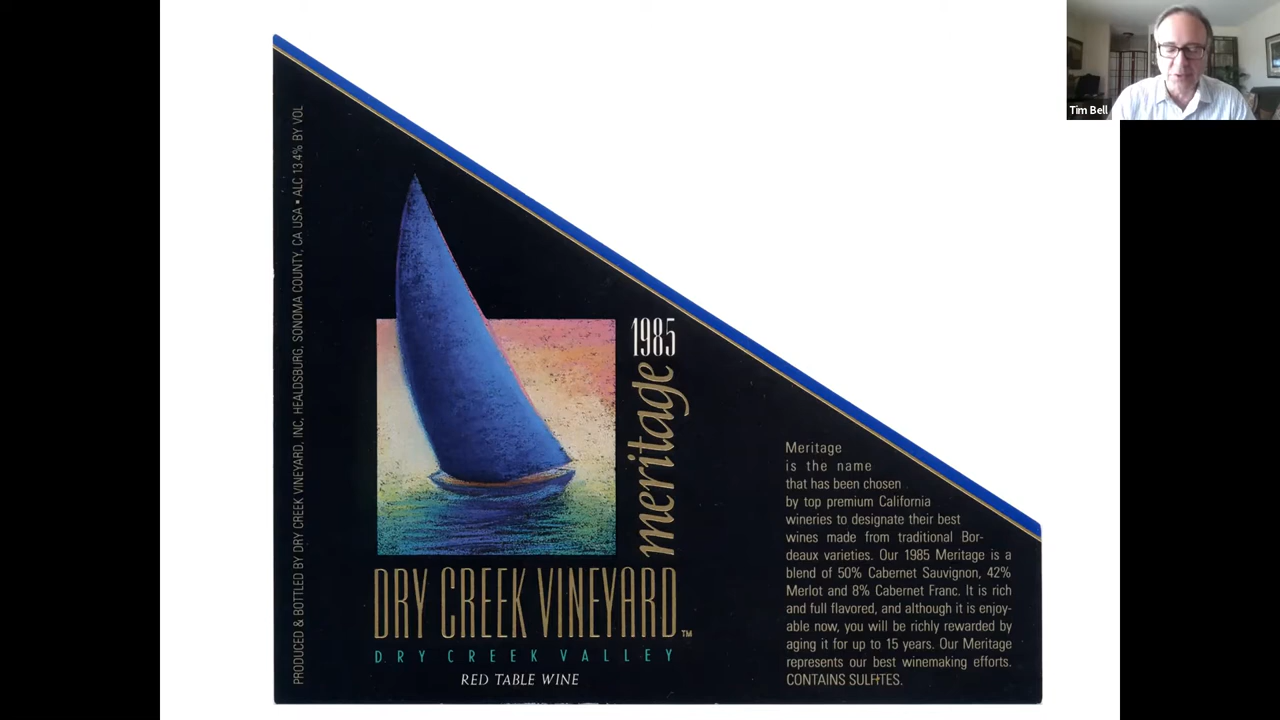 Tim Bell
PRODUCED & BOTTLED BY DRY CREEK VINEYARD, INC, HEALDSBURG, SONOMA COUNTY, CA USA ▪ ALC 13.4% BY VOL
1985
meritage
DRY CREEK VINEYARD™
DRY CREEK VALLEY
RED TABLE WINE
Meritage
is the name
that has been chosen
by top premium California
wineries to designate their best
wines made from traditional Bor-
deaux varieties. Our 1985 Meritage is a
blend of 50% Cabernet Sauvignon, 42%
Merlot and 8% Cabernet Franc. It is rich
and full flavored, and although it is enjoy-
able now, you will be richly rewarded by
aging it for up to 15 years. Our Meritage
represents our best winemaking efforts.
CONTAINS SULFITES.